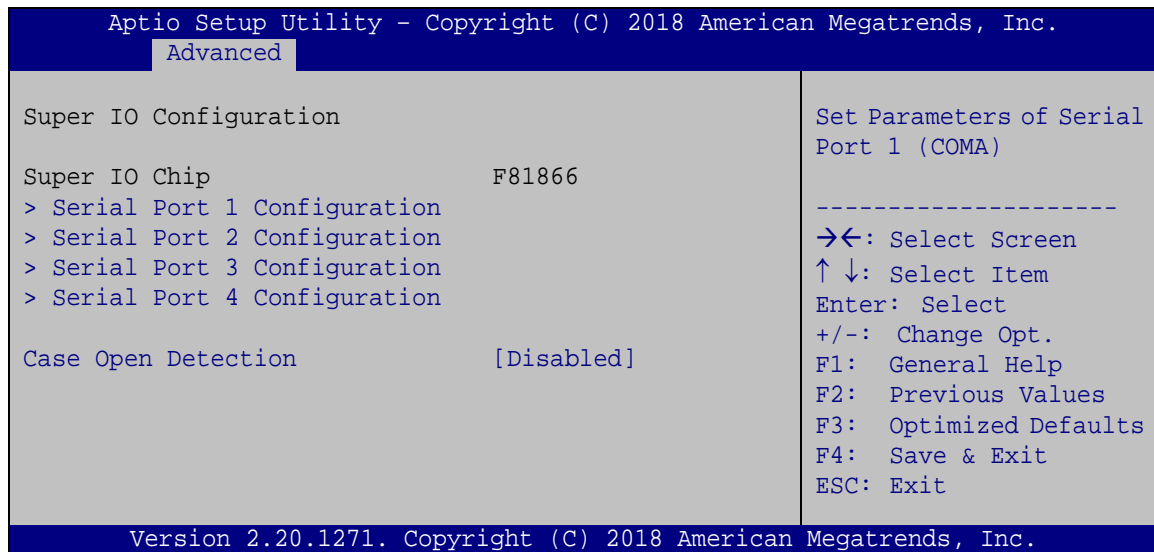 Aptio Setup Utility – Copyright (C) 2018 American Megatrends, Inc.
Advanced
Super IO Configuration
Super IO Chip F81866
> Serial Port 1 Configuration
> Serial Port 2 Configuration
> Serial Port 3 Configuration
> Serial Port 4 Configuration
Case Open Detection [Disabled]
Set Parameters of Serial
Port 1 (COMA)
---------------------
→←: Select Screen
↑ ↓: Select Item
Enter: Select
+/-: Change Opt.
F1: General Help
F2: Previous Values
F3: Optimized Defaults
F4: Save & Exit
ESC: Exit
Version 2.20.1271. Copyright (C) 2018 American Megatrends, Inc.